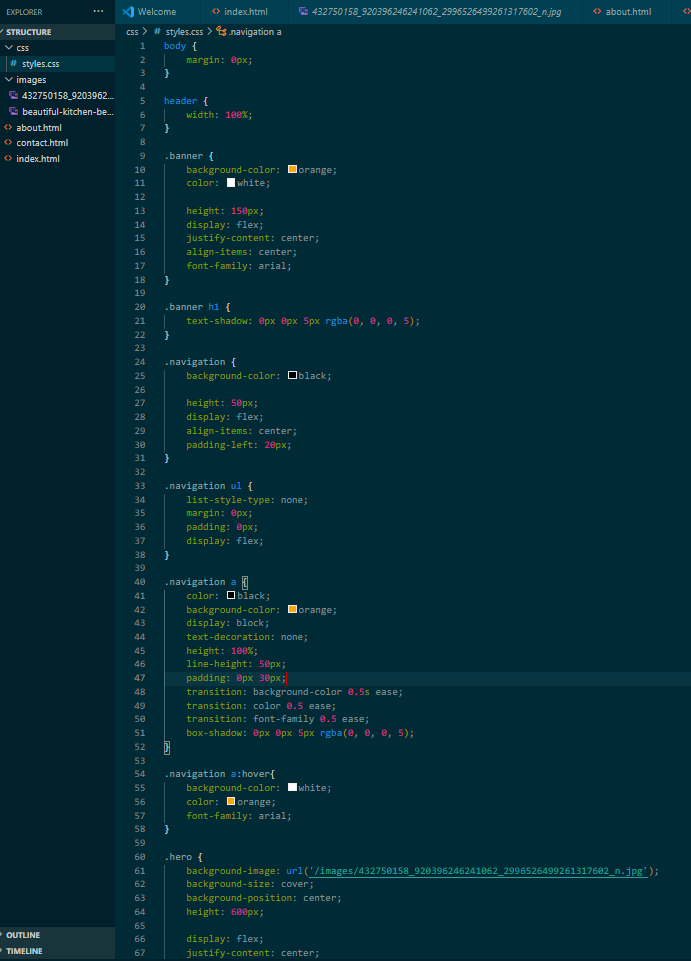 EXPLORER ···
Welcome
index.html
432750158_920396246241062_2996526499261317602_n.jpg
about.html
STRUCTURE
css
styles.css
images
432750158_9203962...
beautiful-kitchen-be...
about.html
contact.html
index.html
css > # styles.css > .navigation a
1 body {
2 margin: 0px;
3 }
4
5 header {
6 width: 100%;
7 }
8
9 .banner {
10 background-color: orange;
11 color: white;
12
13 height: 150px;
14 display: flex;
15 justify-content: center;
16 align-items: center;
17 font-family: arial;
18 }
19
20 .banner h1 {
21 text-shadow: 0px 0px 5px rgba(0, 0, 0, 5);
22 }
23
24 .navigation {
25 background-color: black;
26
27 height: 50px;
28 display: flex;
29 align-items: center;
30 padding-left: 20px;
31 }
32
33 .navigation ul {
34 list-style-type: none;
35 margin: 0px;
36 padding: 0px;
37 display: flex;
38 }
39
40 .navigation a {
41 color: black;
42 background-color: orange;
43 display: block;
44 text-decoration: none;
45 height: 100%;
46 line-height: 50px;
47 padding: 0px 30px;
48 transition: background-color 0.5s ease;
49 transition: color 0.5 ease;
50 transition: font-family 0.5 ease;
51 box-shadow: 0px 0px 5px rgba(0, 0, 0, 5);
52 }
53
54 .navigation a:hover{
55 background-color: white;
56 color: orange;
57 font-family: arial;
58 }
59
60 .hero {
61 background-image: url('/images/432750158_920396246241062_2996526499261317602_n.jpg');
62 background-size: cover;
63 background-position: center;
64 height: 600px;
65
66 display: flex;
67 justify-content: center;
OUTLINE
TIMELINE